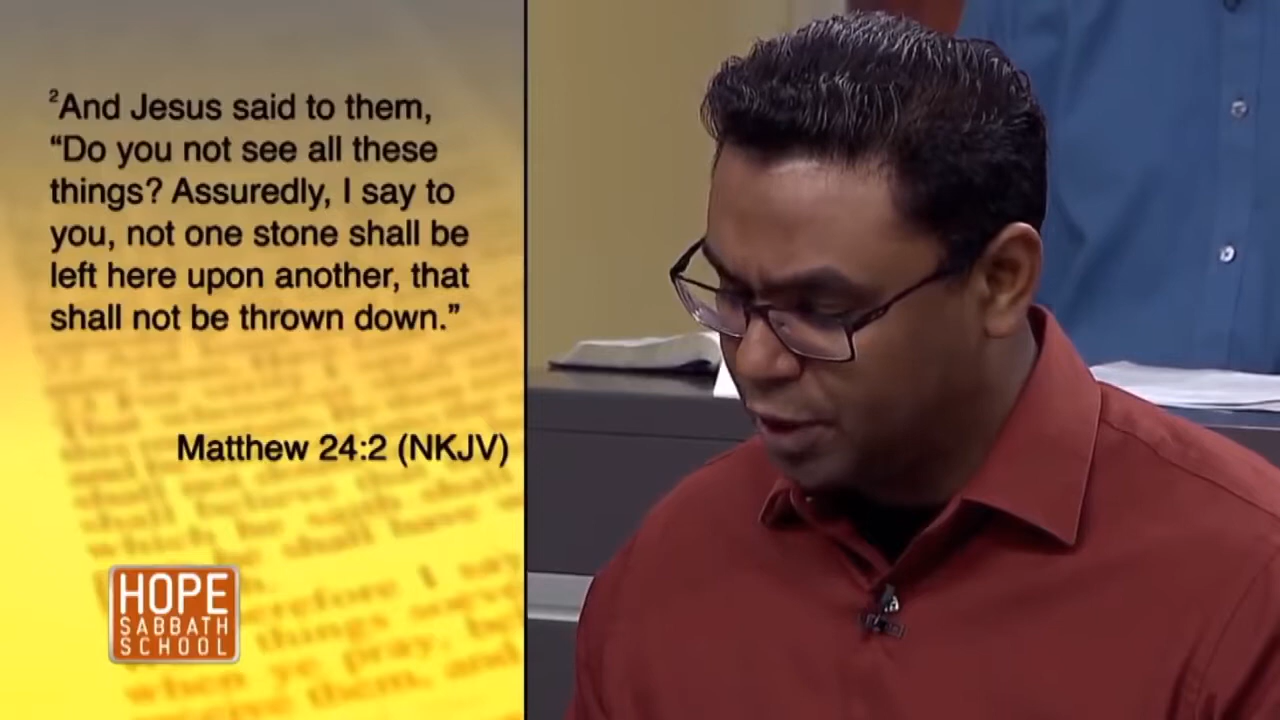 ²And Jesus said to them,
“Do you not see all these
things? Assuredly, I say to
you, not one stone shall be
left here upon another, that
shall not be thrown down.”
Matthew 24:2 (NKJV)
HOPE
SABBATH
SCHOOL